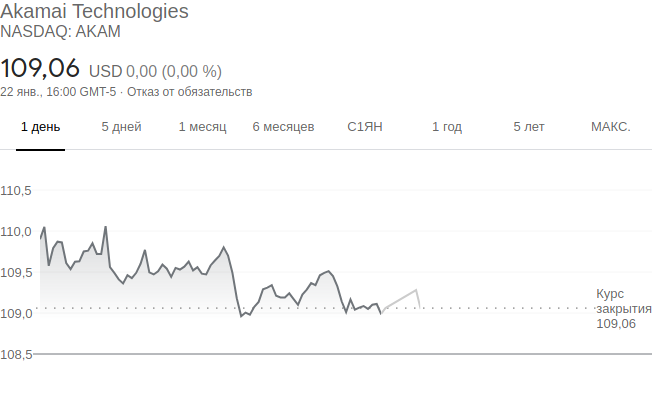 Akamai Technologies
NASDAQ: AKAM
109,06 USD 0,00 (0,00 %)
22 янв., 16:00 GMT-5 · Отказ от обязательств
1 день 5 дней 1 месяц 6 месяцев С1ЯН 1 год 5 лет МАКС.
110,5
110,0
109,5
109,0
108,5
Курс
закрытия
109,06